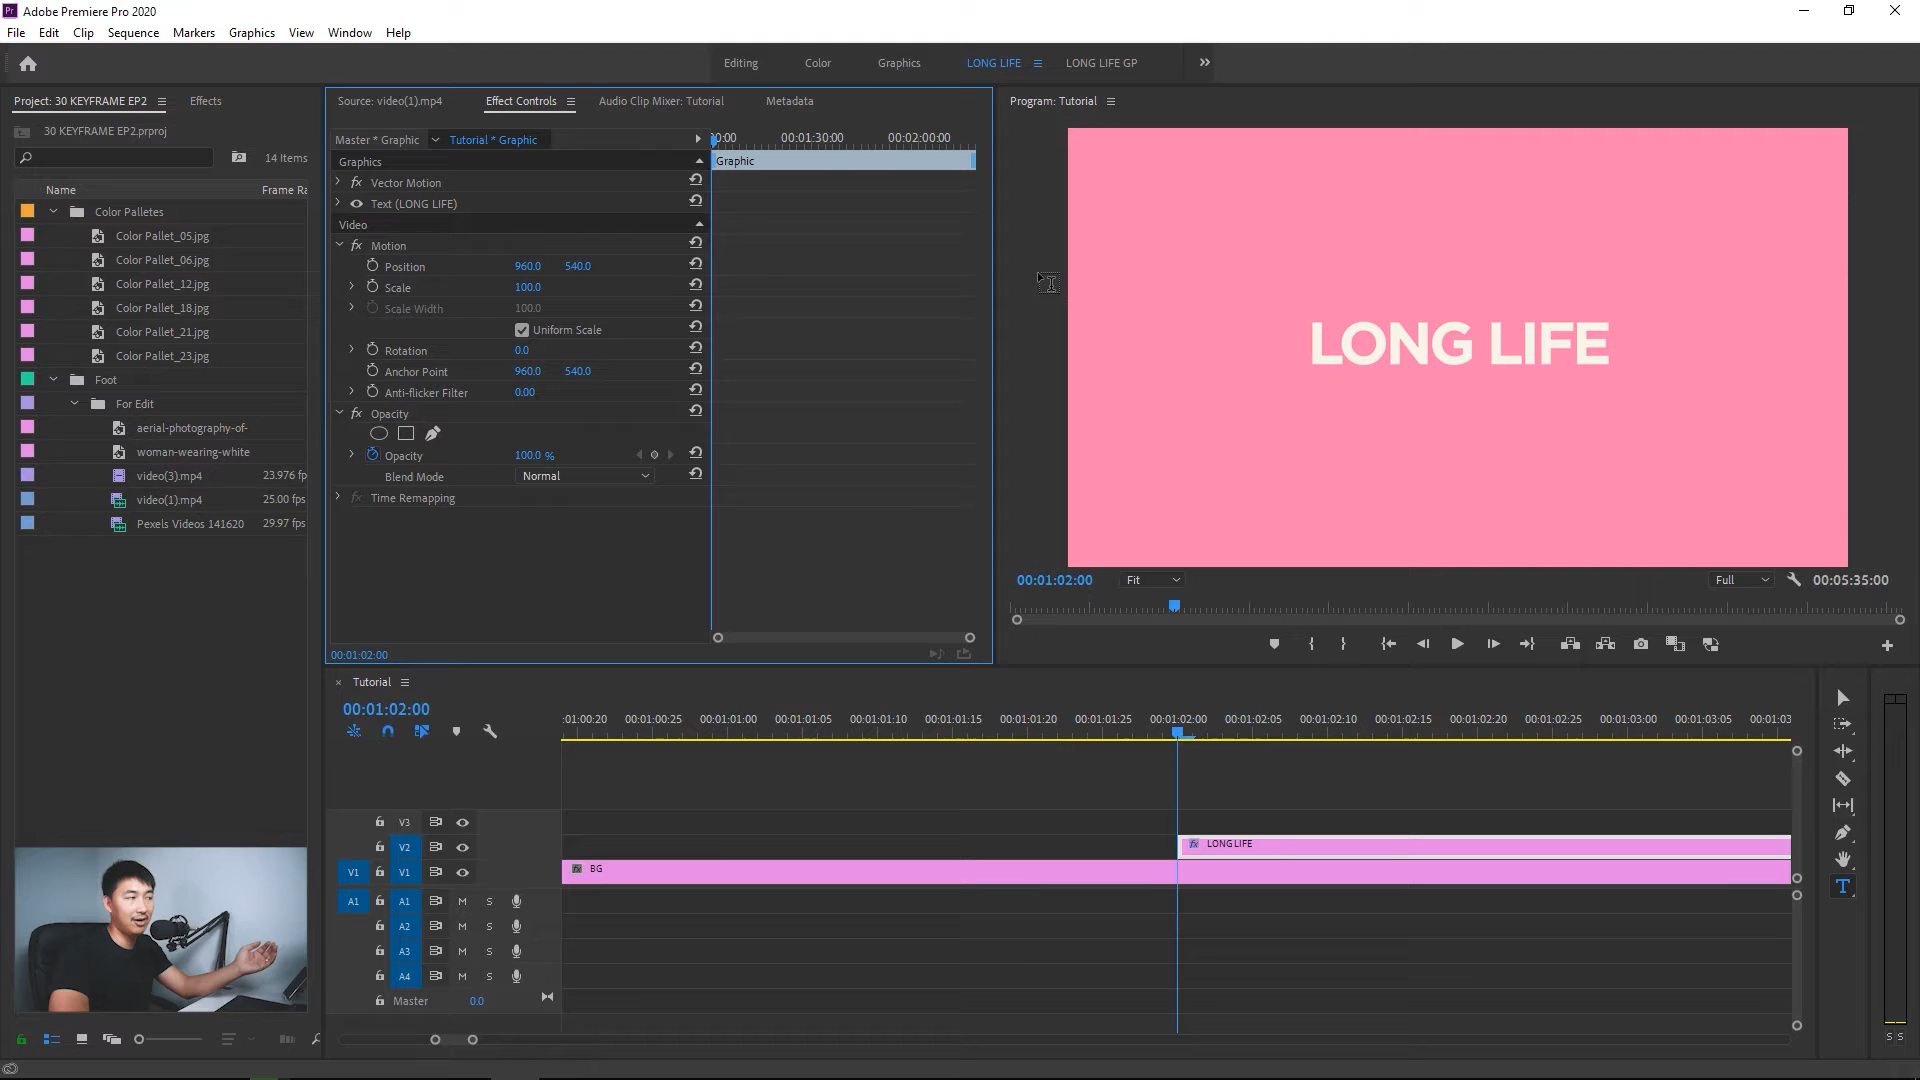 Pr Adobe Premiere Pro 2020
File Edit Clip Sequence Markers Graphics View Window Help
Editing Color Graphics LONG LIFE LONG LIFE GP
Project: 30 KEYFRAME EP2 Effects
30 KEYFRAME EP2.prproj
14 Items
Name Frame Ra
Color Palletes
Color Pallet_05.jpg
Color Pallet_06.jpg
Color Pallet_12.jpg
Color Pallet_18.jpg
Color Pallet_21.jpg
Color Pallet_23.jpg
Foot
For Edit
aerial-photography-of-
woman-wearing-white
video(3).mp4 23.976 fp
video(1).mp4 25.00 fps
Pexels Videos 141620 29.97 fps
Source: video(1).mp4 Effect Controls Audio Clip Mixer: Tutorial Metadata
Master * Graphic Tutorial * Graphic
0:00 00:01:30:00 00:02:00:00
Graphics
Graphic
Vector Motion
Text (LONG LIFE)
Video
Motion
Position 960.0 540.0
Scale 100.0
Scale Width 100.0
Uniform Scale
Rotation 0.0
Anchor Point 960.0 540.0
Anti-flicker Filter 0.00
Opacity
Opacity 100.0 %
Blend Mode Normal
Time Remapping
00:01:02:00
Program: Tutorial
LONG LIFE
00:01:02:00 Fit Full 00:05:35:00
Tutorial
00:01:02:00
:01:00:20 00:01:00:25 00:01:01:00 00:01:01:05 00:01:01:10 00:01:01:15 00:01:01:20 00:01:01:25 00:01:02:00 00:01:02:05 00:01:02:10 00:01:02:15 00:01:02:20 00:01:02:25 00:01:03:00 00:01:03:05 00:01:03
V3
V2 LONG LIFE
V1 V1 BG
A1 A1 M S
A2 M S
A3 M S
A4 M S
Master 0.0
S S